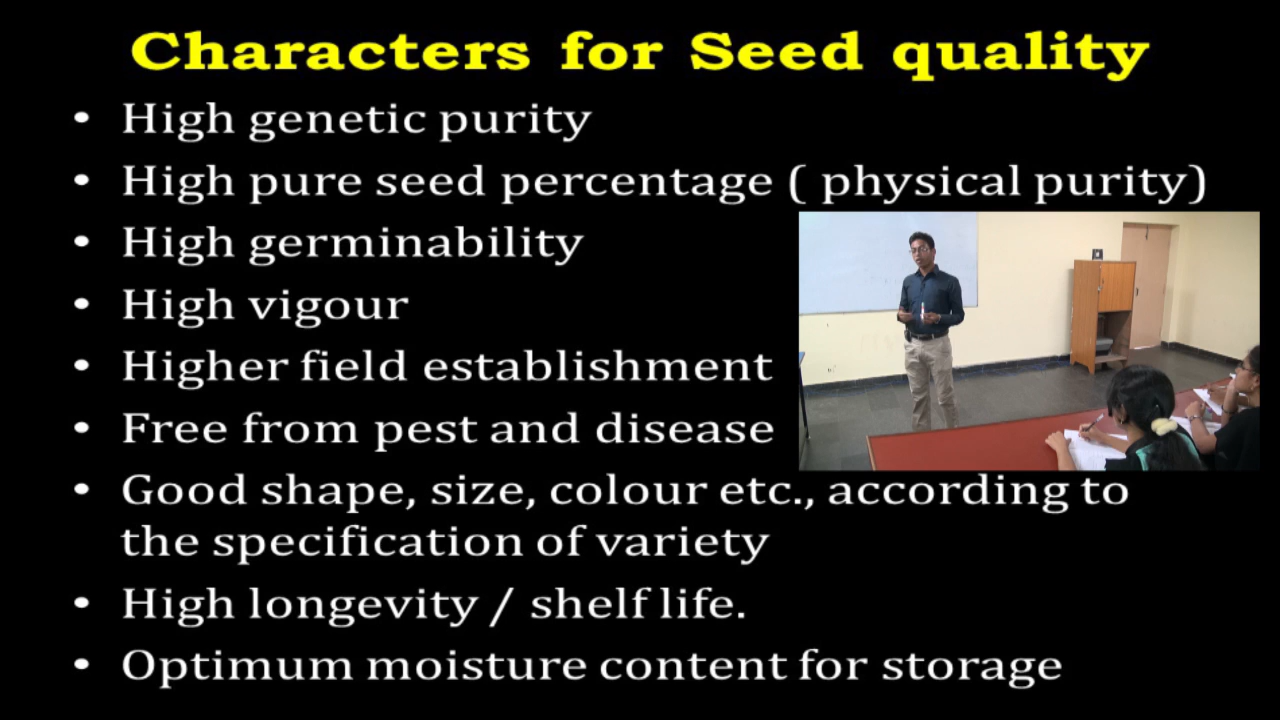 Characters for Seed quality
• High genetic purity
• High pure seed percentage ( physical purity)
• High germinability
• High vigour
• Higher field establishment
• Free from pest and disease
• Good shape, size, colour etc., according to
the specification of variety
• High longevity / shelf life.
• Optimum moisture content for storage